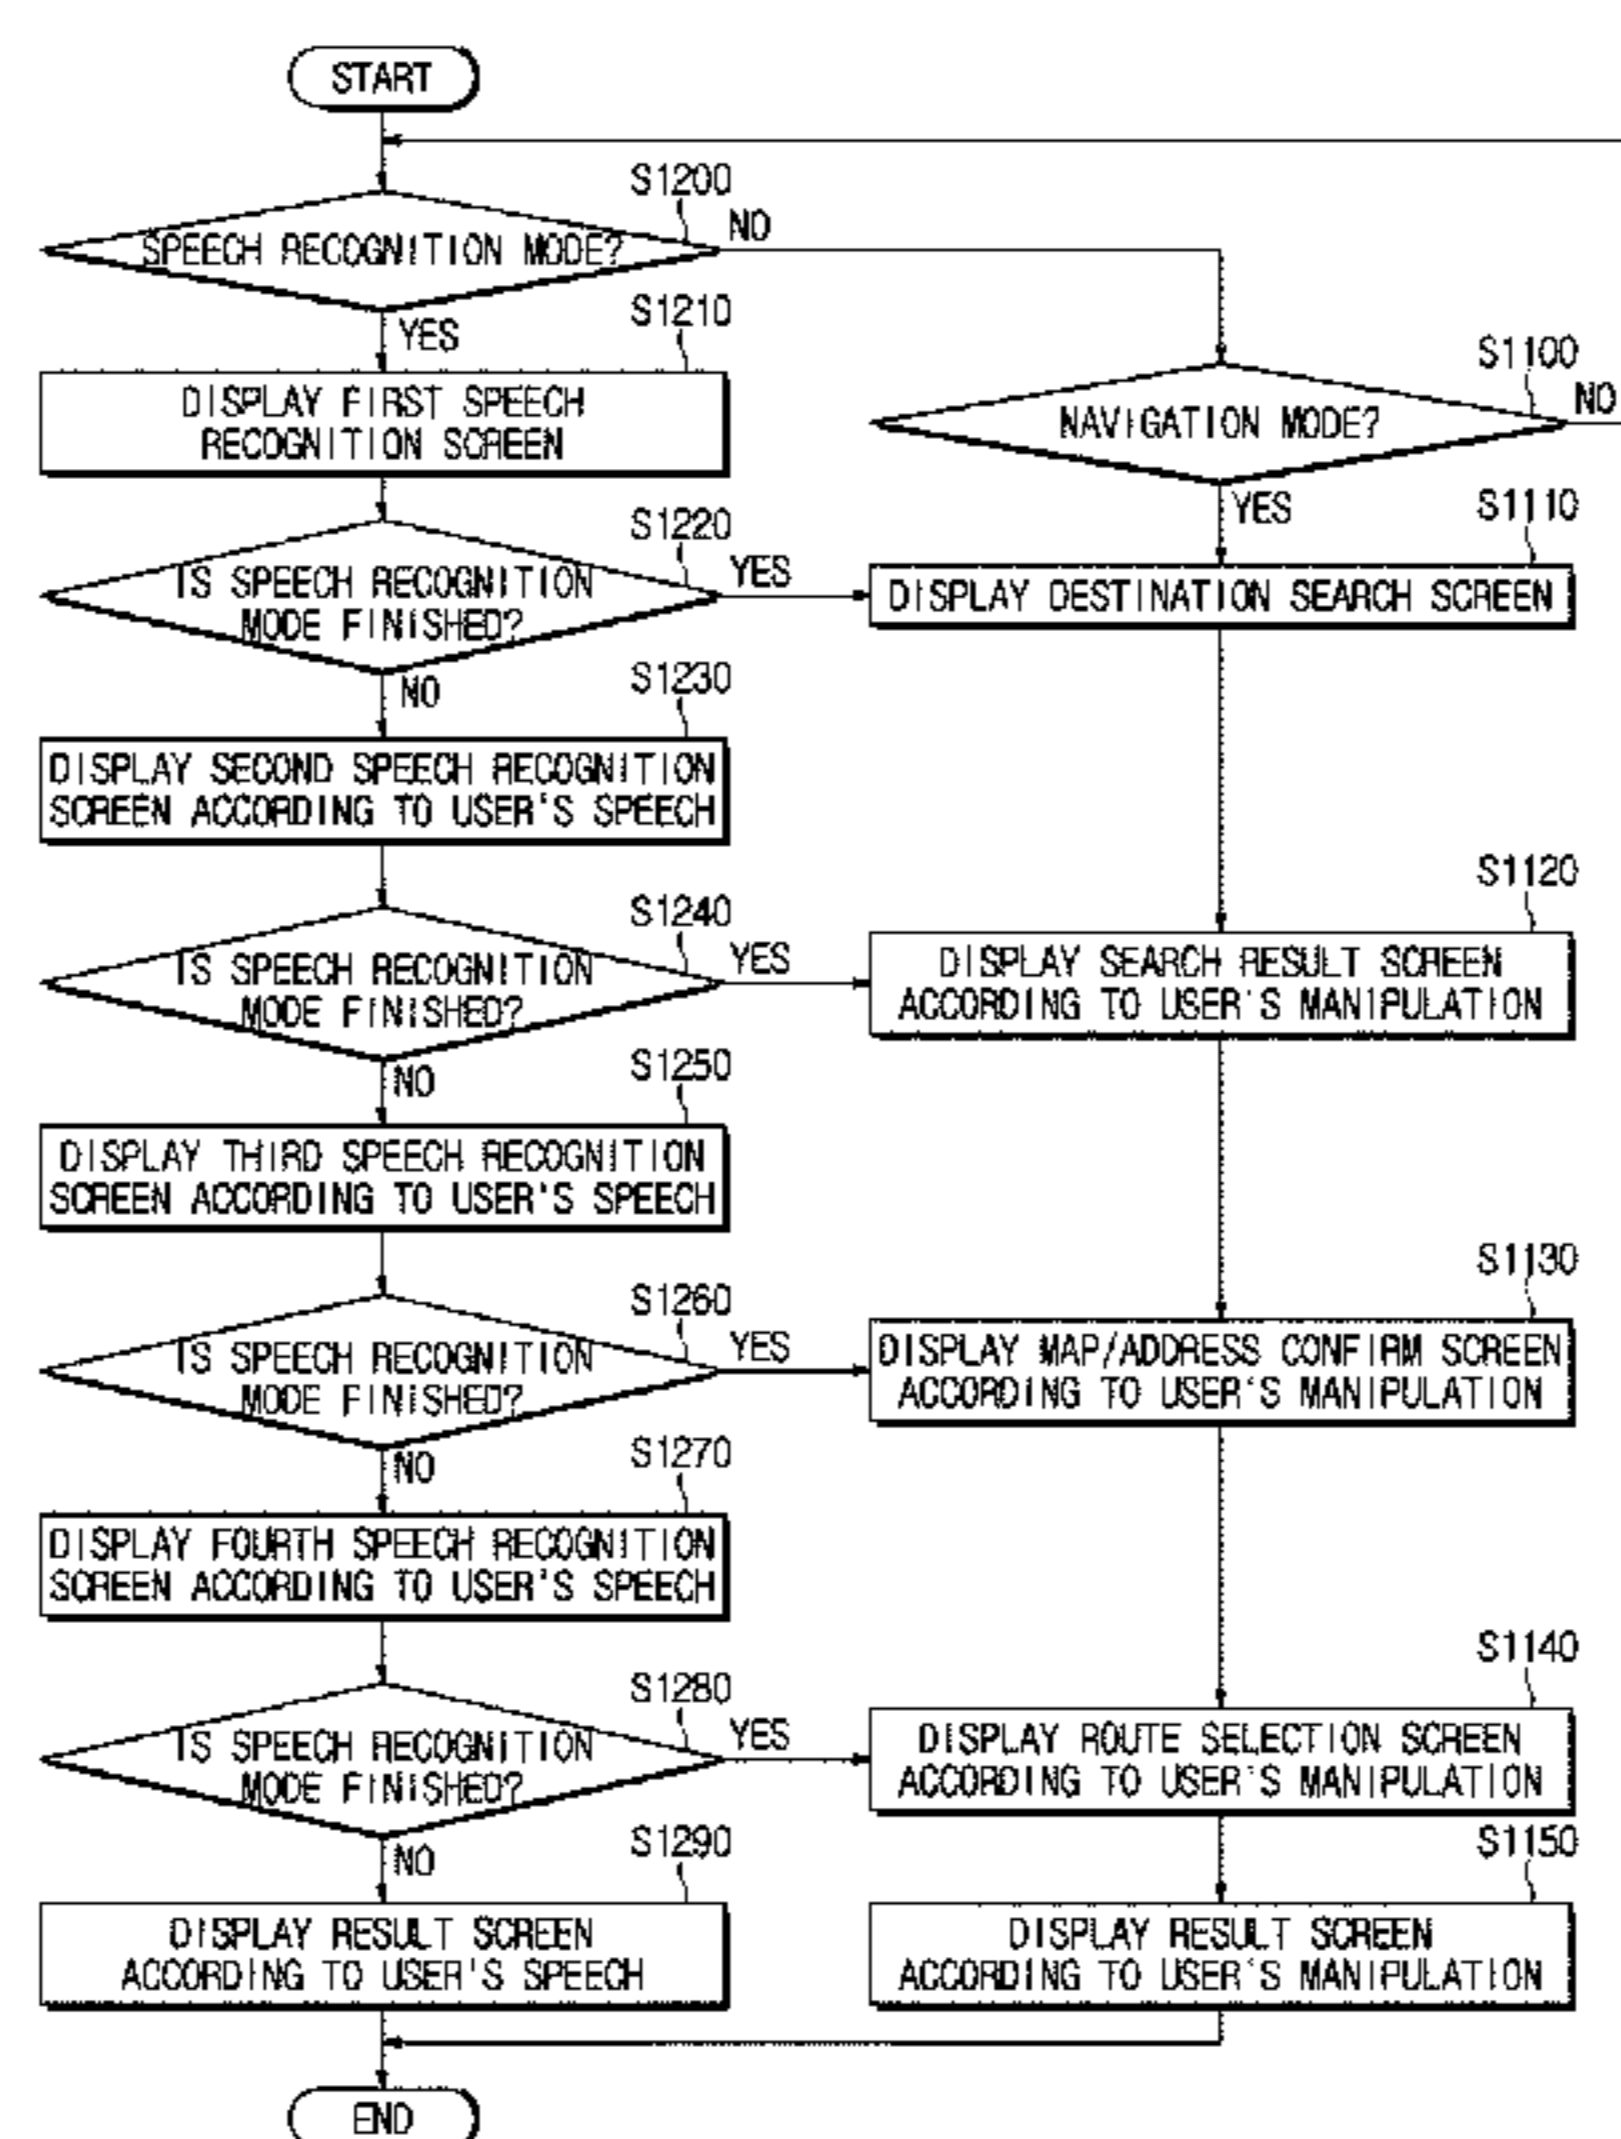 START
S1200
SPEECH RECOGNITION MODE?
NO
YES
S1210
DISPLAY FIRST SPEECH
RECOGNITION SCREEN
S1100
NAVIGATION MODE?
NO
YES
S1220
IS SPEECH RECOGNITION
MODE FINISHED?
YES
NO
S1110
DISPLAY DESTINATION SEARCH SCREEN
S1230
DISPLAY SECOND SPEECH RECOGNITION
SCREEN ACCORDING TO USER'S SPEECH
S1240
IS SPEECH RECOGNITION
MODE FINISHED?
YES
NO
S1120
DISPLAY SEARCH RESULT SCREEN
ACCORDING TO USER'S MANIPULATION
S1250
DISPLAY THIRD SPEECH RECOGNITION
SCREEN ACCORDING TO USER'S SPEECH
S1260
IS SPEECH RECOGNITION
MODE FINISHED?
YES
NO
S1130
DISPLAY MAP/ADDRESS CONFIRM SCREEN
ACCORDING TO USER'S MANIPULATION
S1270
DISPLAY FOURTH SPEECH RECOGNITION
SCREEN ACCORDING TO USER'S SPEECH
S1280
IS SPEECH RECOGNITION
MODE FINISHED?
YES
NO
S1140
DISPLAY ROUTE SELECTION SCREEN
ACCORDING TO USER'S MANIPULATION
S1290
DISPLAY RESULT SCREEN
ACCORDING TO USER'S SPEECH
S1150
DISPLAY RESULT SCREEN
ACCORDING TO USER'S MANIPULATION
END